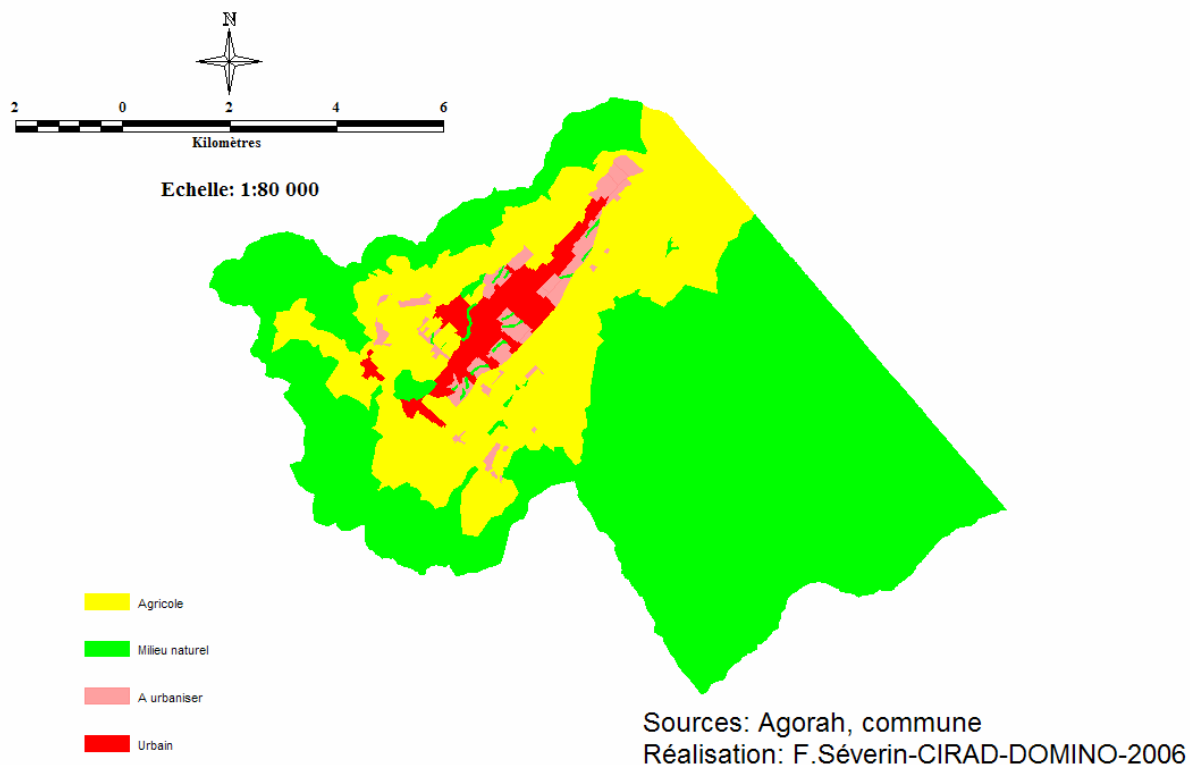 N
2 0 2 4 6
Kilomètres
Echelle: 1:80 000
Agricole
Milieu naturel
A urbaniser
Urbain
Sources: Agorah, commune
Réalisation: F.Séverin-CIRAD-DOMINO-2006